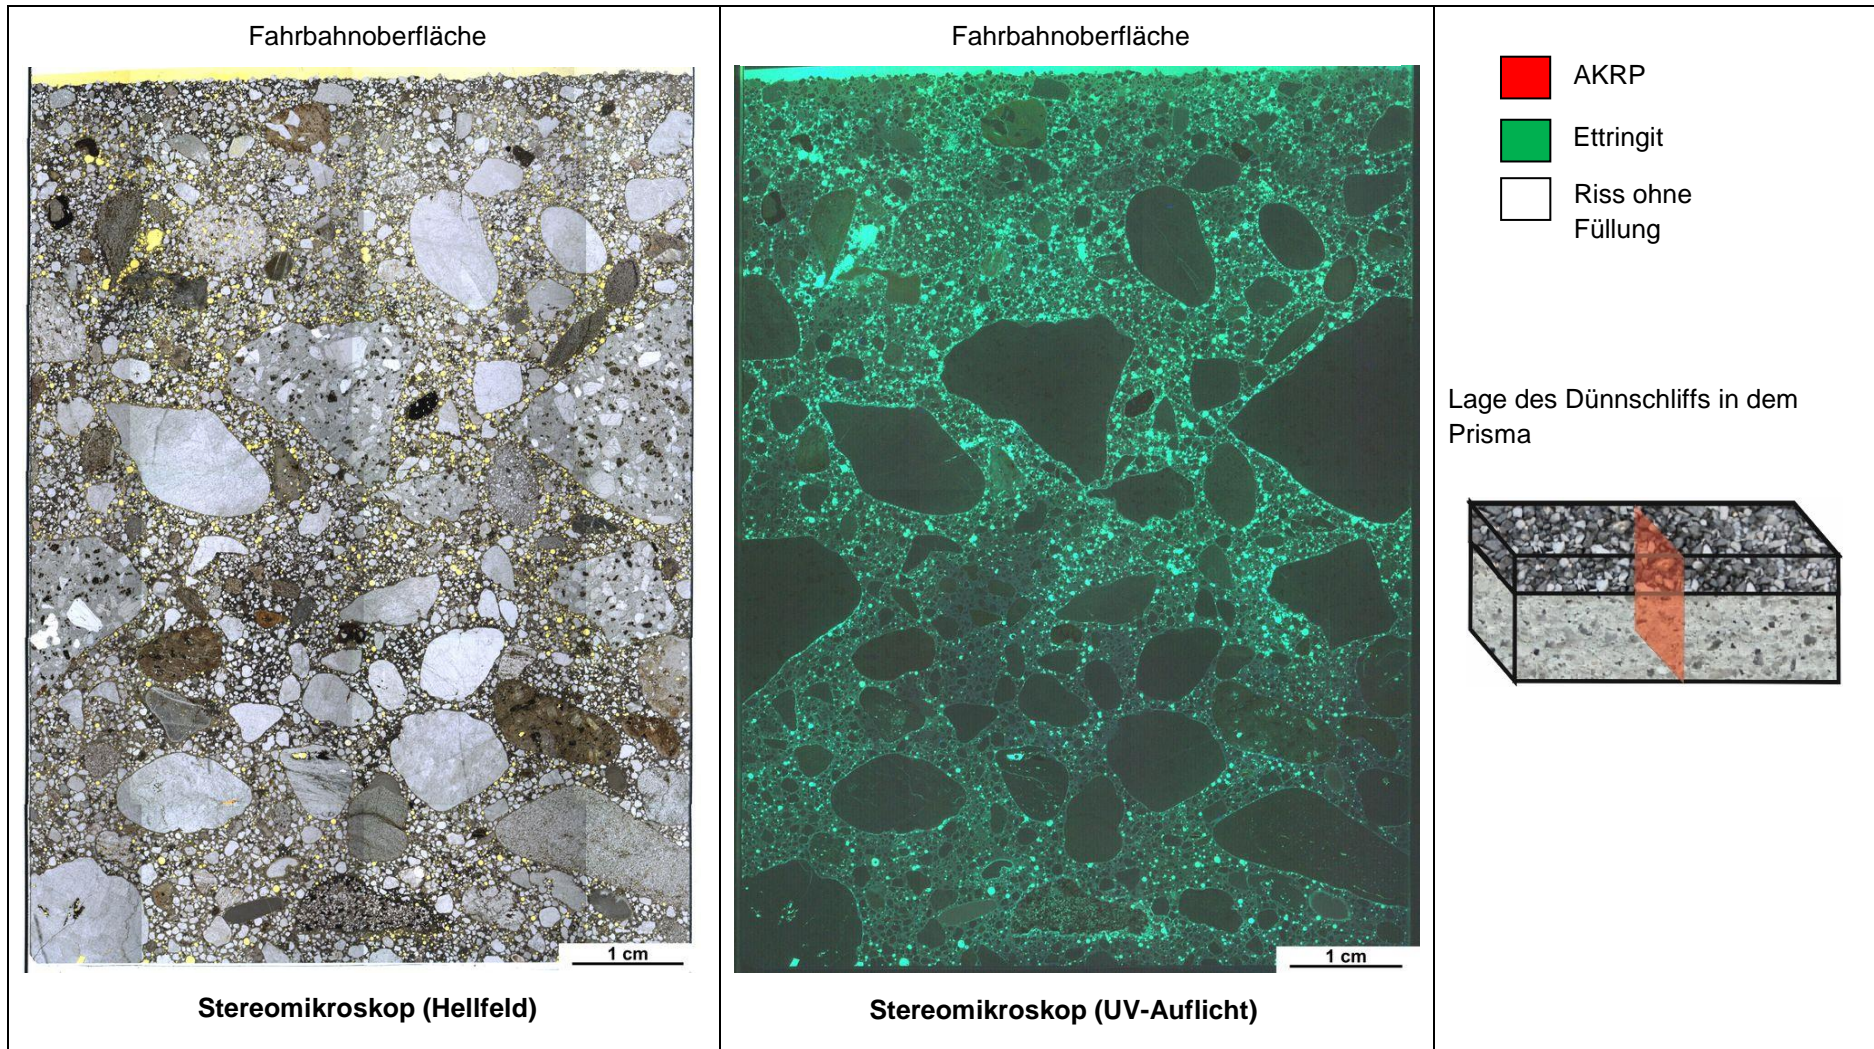 Fahrbahnoberfläche
1 cm
Stereomikroskop (Hellfeld)
Fahrbahnoberfläche
1 cm
Stereomikroskop (UV-Auflicht)
AKRP
Ettringit
Riss ohne
Füllung
Lage des Dünnschliffs in dem
Prisma